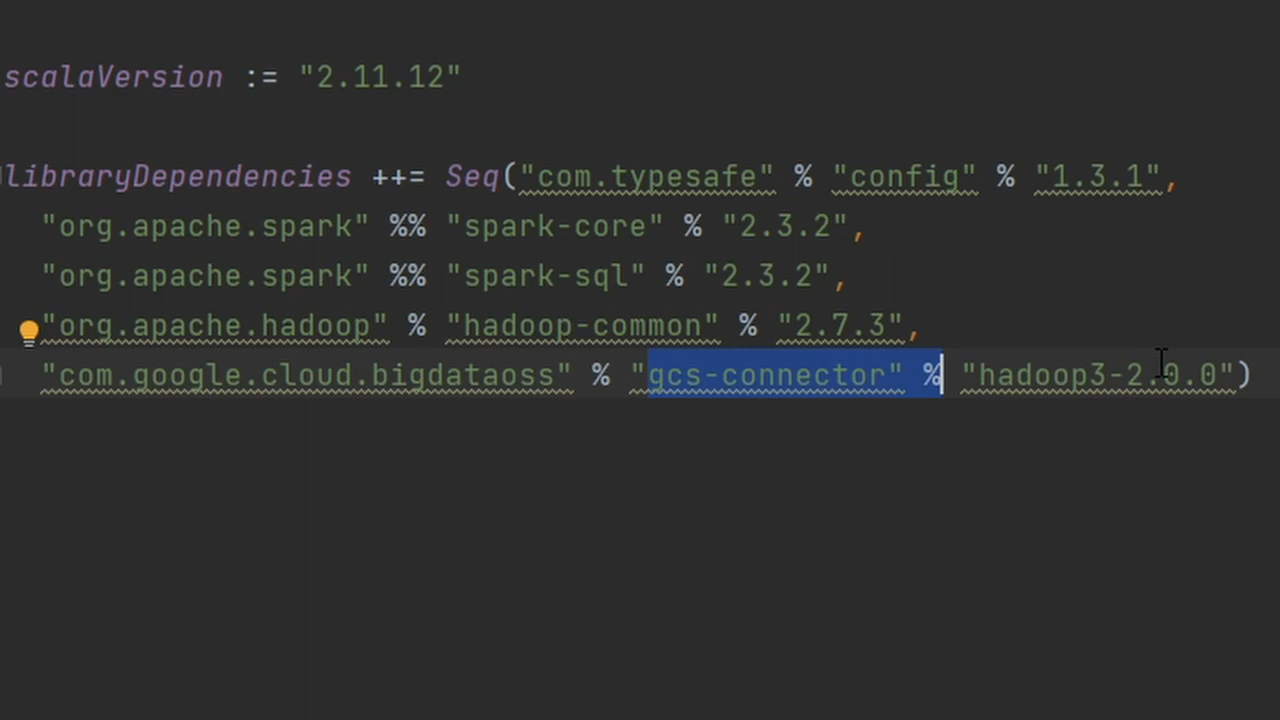 scalaVersion := "2.11.12"
libraryDependencies ++= Seq("com.typesafe" % "config" % "1.3.1",
"org.apache.spark" %% "spark-core" % "2.3.2",
"org.apache.spark" %% "spark-sql" % "2.3.2",
"org.apache.hadoop" % "hadoop-common" % "2.7.3",
"com.google.cloud.bigdataoss" % "gcs-connector" % "hadoop3-2.0.0")